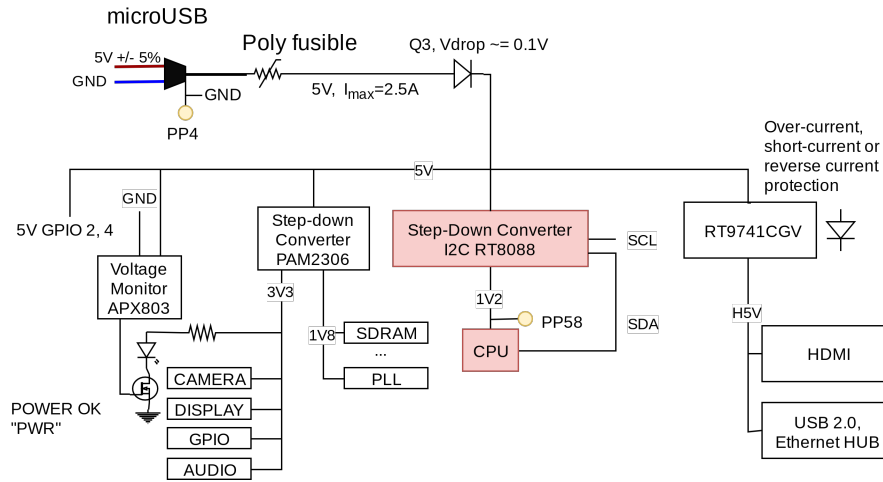 microUSB
5V +/- 5%
GND
GND
PP4
Poly fusible
5V, Imax=2.5A
Q3, Vdrop ~= 0.1V
Over-current,
short-current or
reverse current
protection
5V
GND
5V GPIO 2, 4
Voltage
Monitor
APX803
Step-down
Converter
PAM2306
Step-Down Converter
I2C RT8088
SCL
RT9741CGV
3V3
1V2
H5V
1V8
SDRAM
...
PLL
PP58
SDA
CPU
HDMI
CAMERA
DISPLAY
GPIO
AUDIO
POWER OK
"PWR"
USB 2.0,
Ethernet HUB